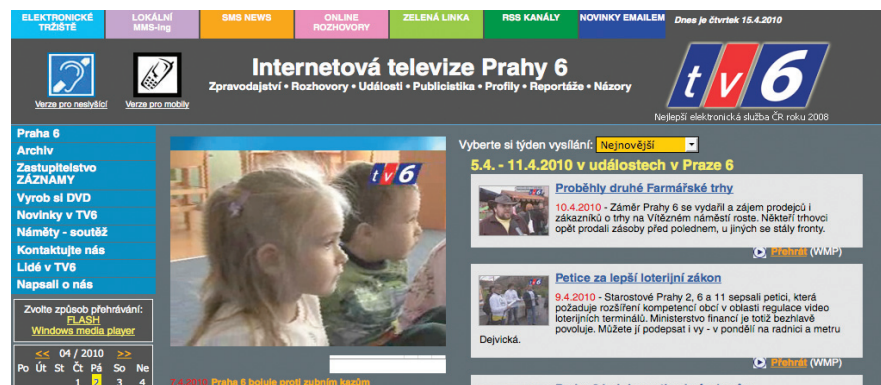 ELEKTRONICKÉ
TRŽIŠTĚ
LOKÁLNÍ
MMS-ing
SMS NEWS
ONLINE
ROZHOVORY
ZELENÁ LINKA
RSS KANÁLY
NOVINKY EMAILEM
Dnes je čtvrtek 15.4.2010
Verze pro neslyšící
Verze pro mobily
Internetová televize Prahy 6
Zpravodajství • Rozhovory • Události • Publicistika • Profily • Reportáže • Názory
tv6
Nejlepší elektronická služba ČR roku 2008
Praha 6
Archiv
Zastupitelstvo
ZÁZNAMY
Vyrob si DVD
Novinky v TV6
Náměty - soutěž
Kontaktujte nás
Lidé v TV6
Napsali o nás
Zvolte způsob přehrávání:
FLASH
Windows media player
<< 04 / 2010 >>
Po Út St Čt Pá So Ne
1 2 3 4
tv6
7.4.2010 Praha 6 bojuje proti zubním kazům
Vyberte si týden vysílání: Nejnovější
5.4. - 11.4.2010 v událostech v Praze 6
Proběhly druhé Farmářské trhy
10.4.2010 - Záměr Prahy 6 se vydařil a zájem prodejci i
zákazníků o trhy na Vítězném náměstí roste. Někteří trhovci
opět prodali zásoby před polednem, u jiných se stály fronty.
Přehrát (WMP)
Petice za lepší loterijní zákon
9.4.2010 - Starostové Prahy 2, 6 a 11 sepsali petici, která
požaduje rozšíření kompetencí obcí v oblasti regulace video
loterijních terminálů. Ministerstvo financí je totiž bezhlavě
povoluje. Můžete jí podepsat i vy - v pondělí na radnici a metru
Dejvická.
Přehrát (WMP)